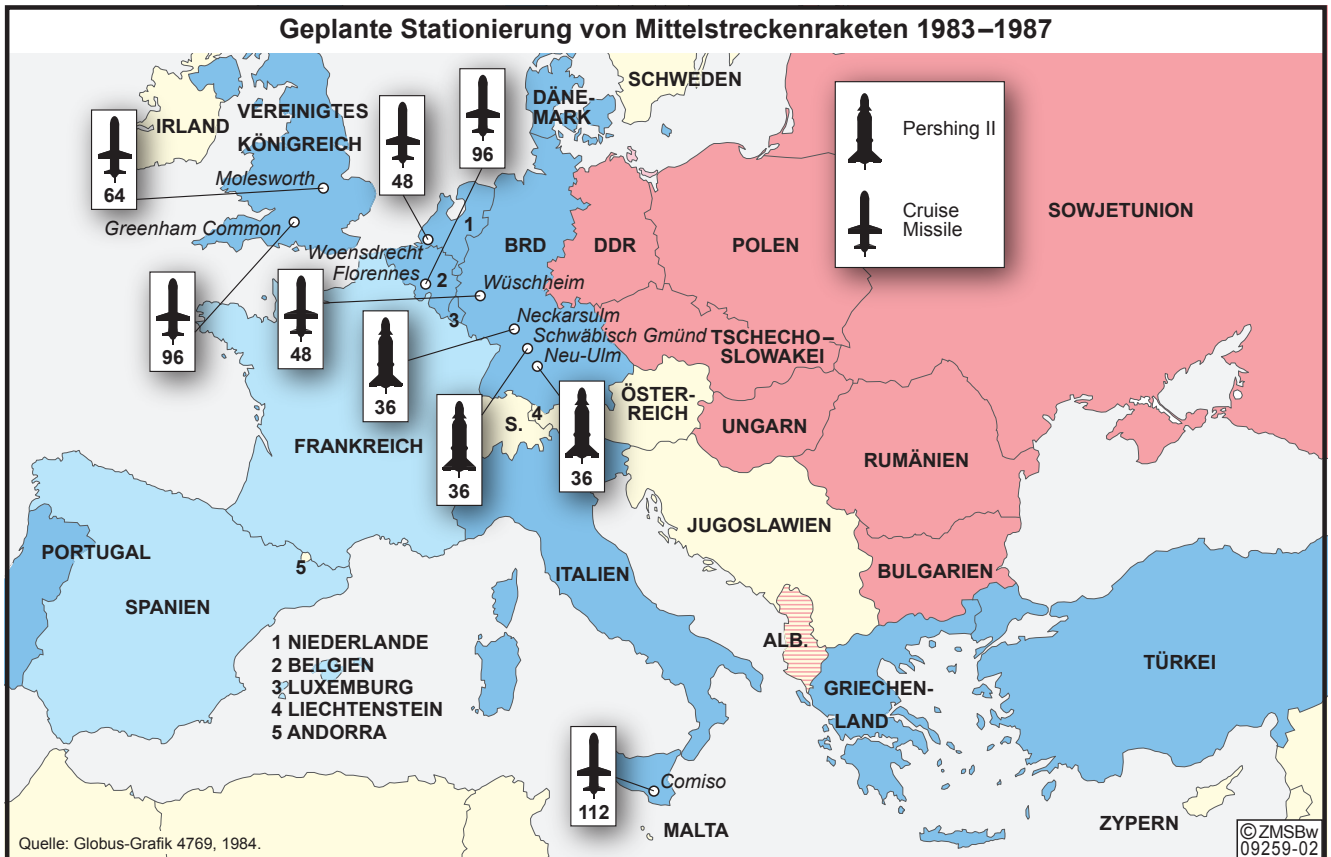 Geplante Stationierung von Mittelstreckenraketen 1983–1987
SCHWEDEN
DÄNE-
MARK
IRLAND
VEREINIGTES
KÖNIGREICH
64
48
96
Pershing II
Cruise
Missile
Molesworth
Greenham Common
SOWJETUNION
1
BRD
DDR
POLEN
Woensdrecht
Florennes
2
Wüschheim
3
Neckarsulm
Schwäbisch Gmünd
Neu-Ulm
TSCHECHO–
SLOWAKEI
96
48
36
36
36
S.
4
ÖSTER-
REICH
UNGARN
FRANKREICH
RUMÄNIEN
JUGOSLAWIEN
PORTUGAL
5
ITALIEN
BULGARIEN
SPANIEN
ALB.
TÜRKEI
GRIECHEN-
LAND
1 NIEDERLANDE
2 BELGIEN
3 LUXEMBURG
4 LIECHTENSTEIN
5 ANDORRA
Comiso
112
MALTA
ZYPERN
Quelle: Globus-Grafik 4769, 1984.
©ZMSBw
09259-02